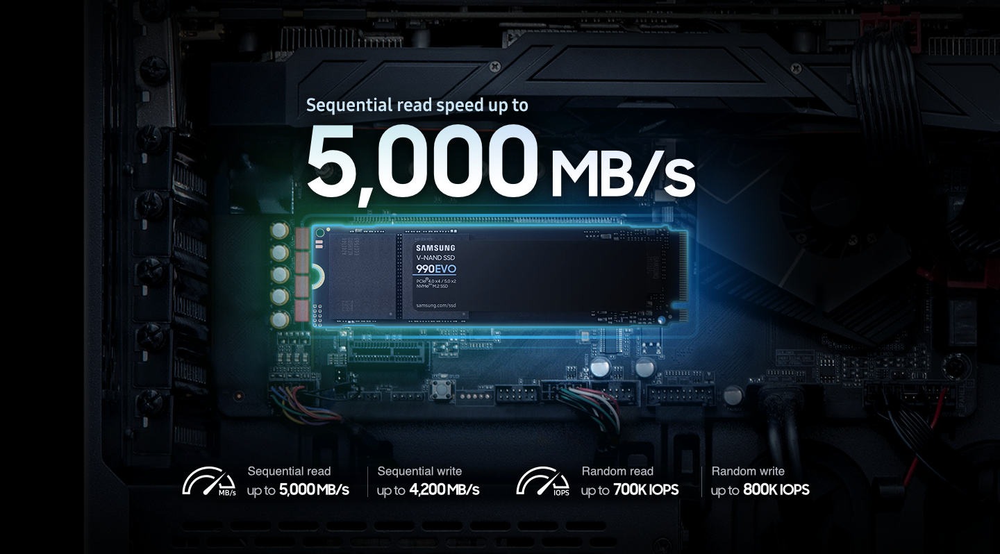 Sequential read speed up to
5,000 MB/s
SAMSUNG
V-NAND SSD
990 EVO
PCIe® 4.0 x4 / 5.0 x2
NVMe™ M.2 SSD
samsung.com/ssd
MB/s
Sequential read
up to 5,000 MB/s
Sequential write
up to 4,200 MB/s
IOPS
Random read
up to 700K IOPS
Random write
up to 800K IOPS